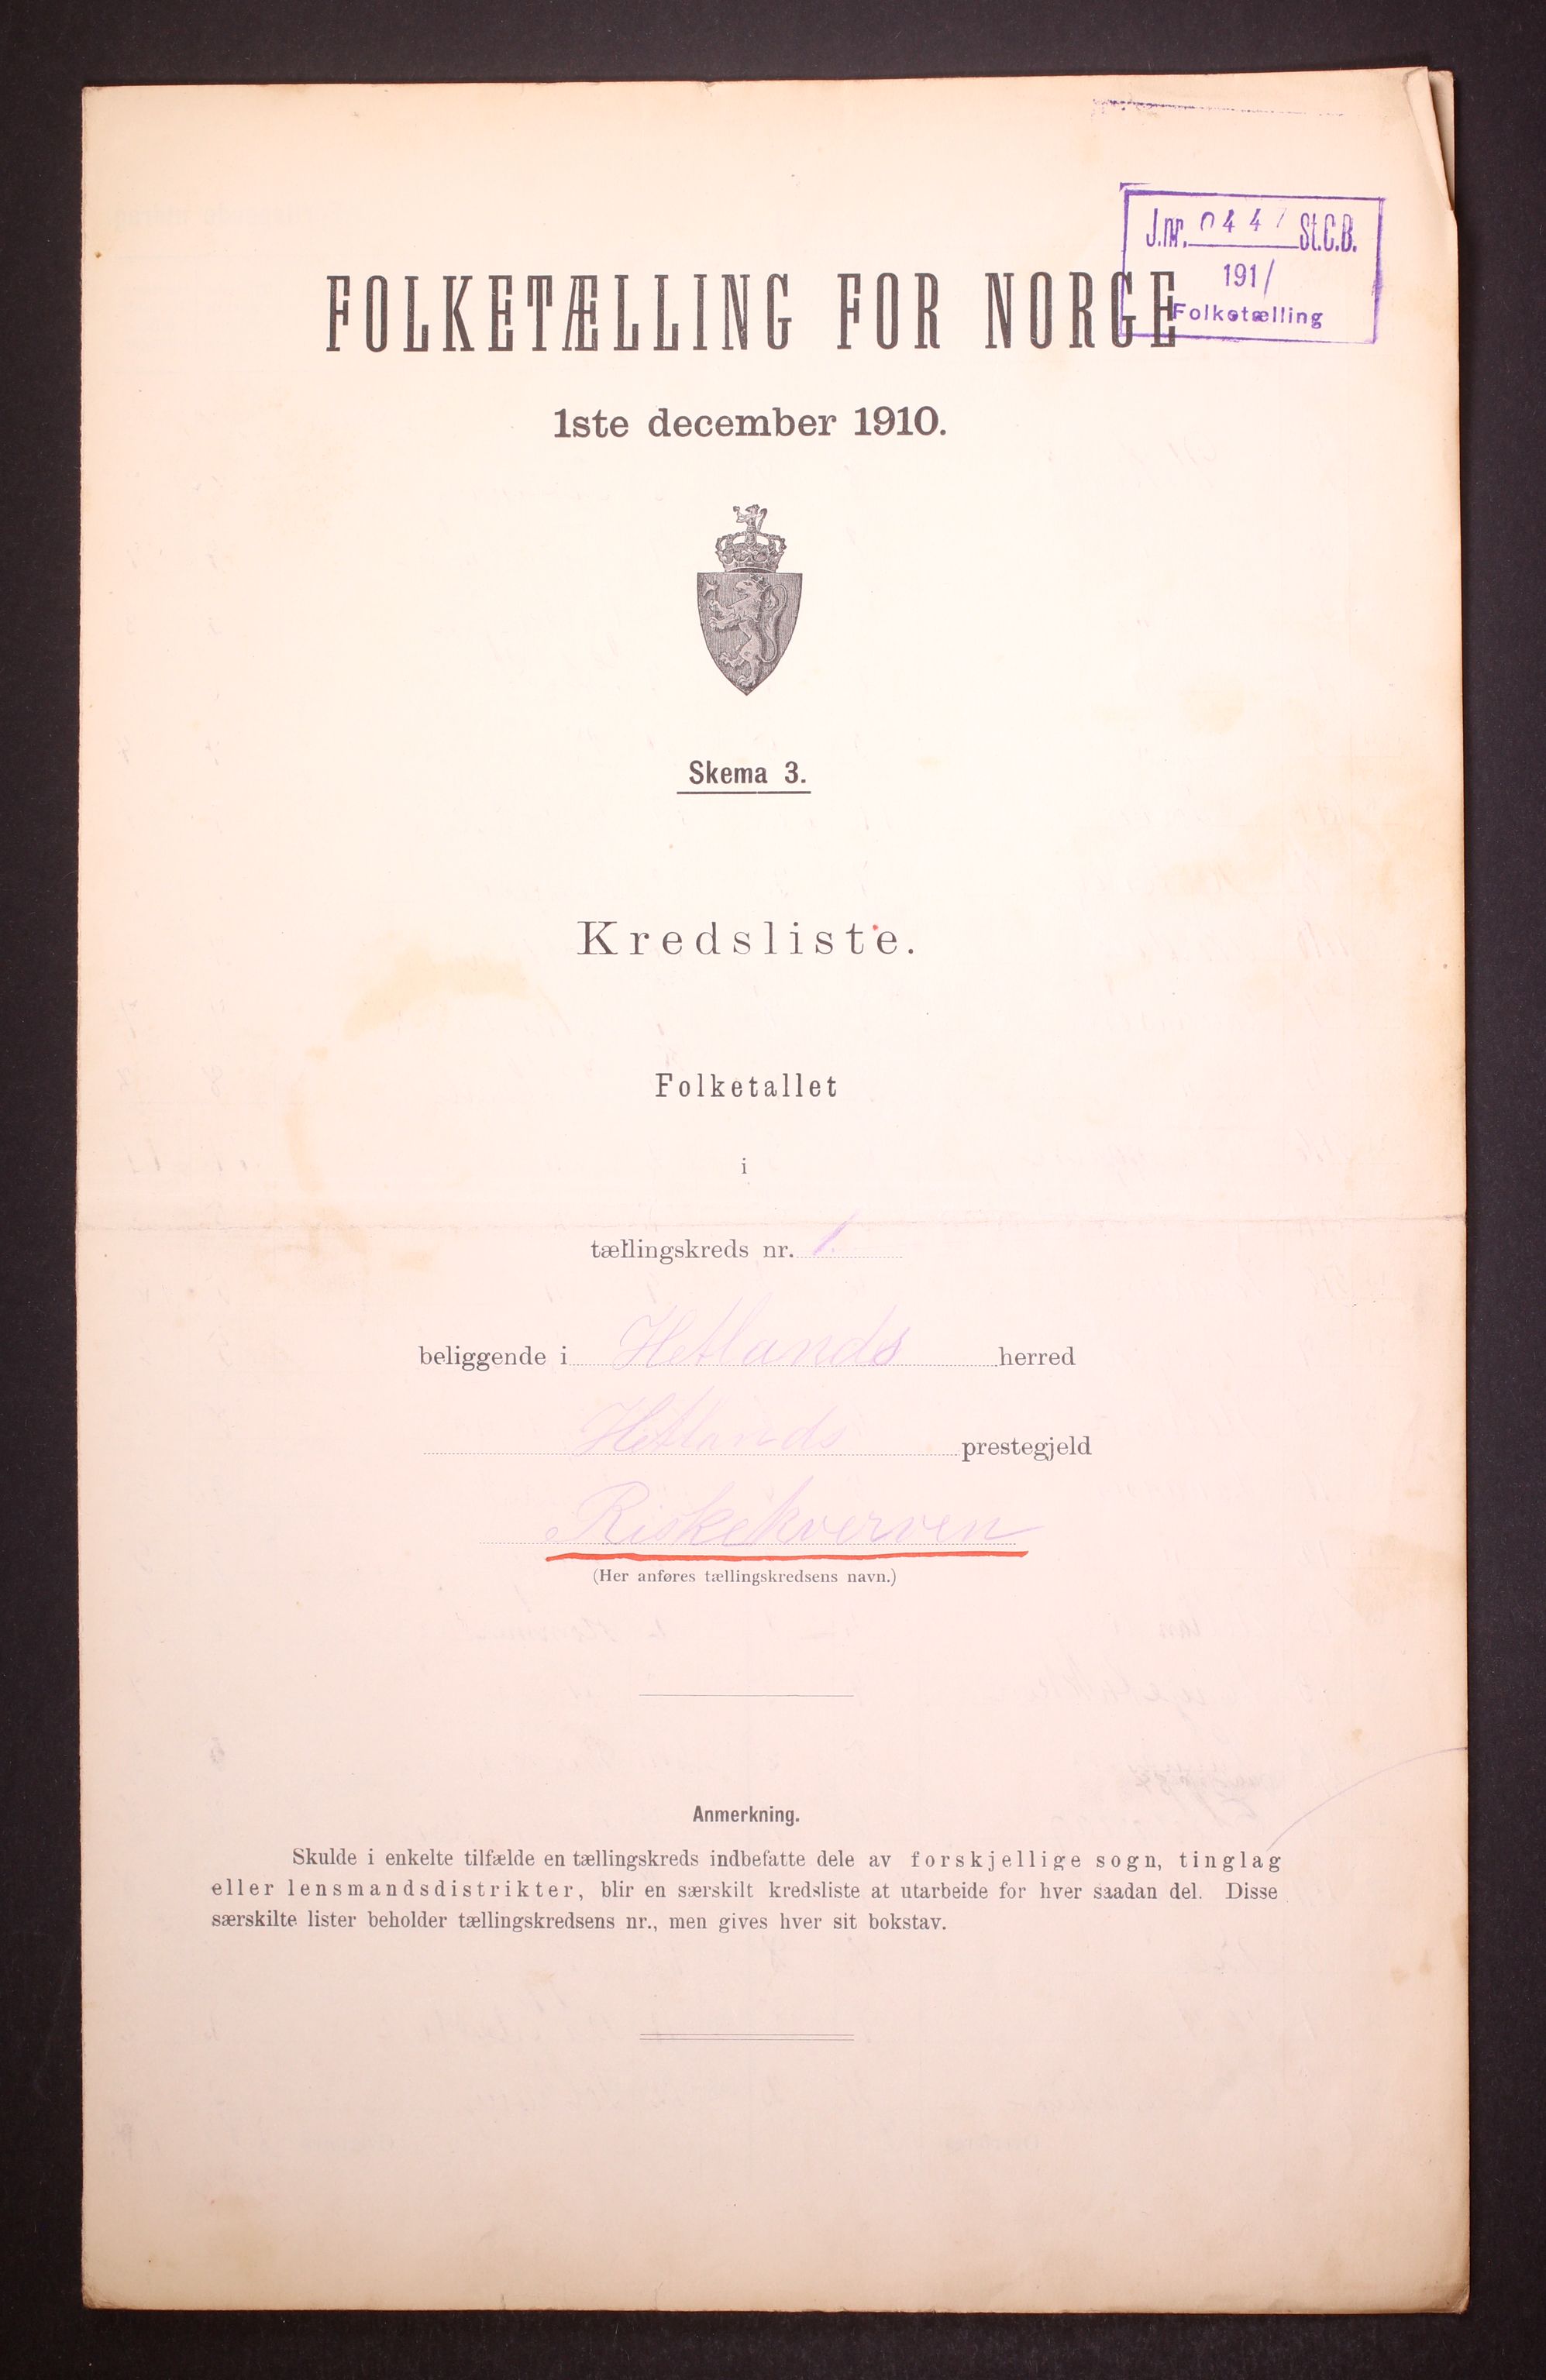 J.nr. 0447 St.C.B.
191/
Folketælling
FOLKETÆLLING FOR NORGE
1ste december 1910.
Skema 3.
Kredsliste.
Folketallet
i
tællingskreds nr. 1.
beliggende i Hetlands herred
Hetlands prestegjeld
Riskekverven
(Her anføres tællingskredsens navn.)
Anmerkning.
Skulde i enkelte tilfælde en tællingskreds indbefatte dele av forskjellige sogn, tinglag
eller lensmandsdistrikter, blir en særskilt kredsliste at utarbeide for hver saadan del. Disse
særskilte lister beholder tællingskredsens nr., men gives hver sit bokstav.